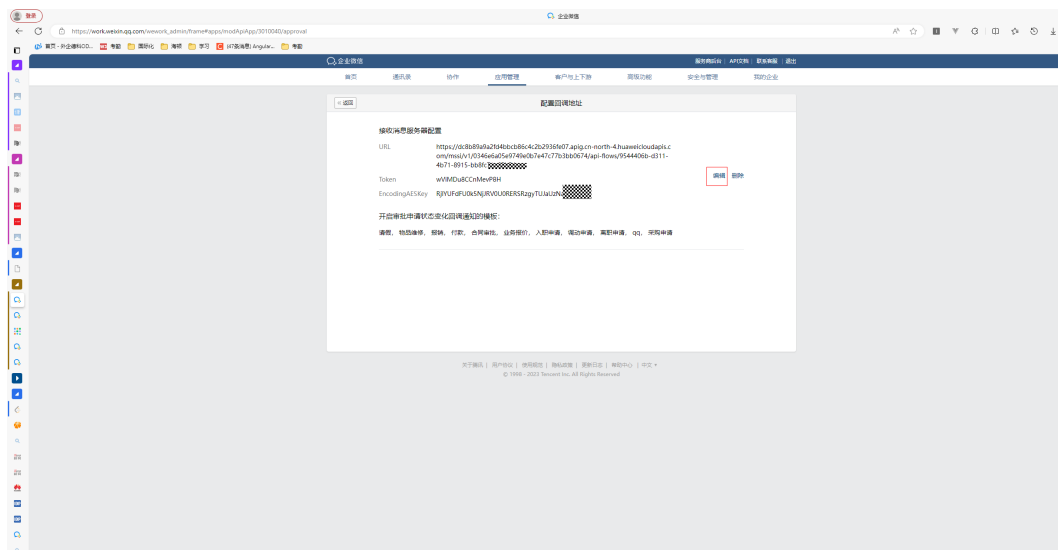 登录
企业微信
https://work.weixin.qq.com/wework_admin/frame#apps/modApiApp/3010040/approval
首页 - 外企德科CO... 考勤 国际化 海顿 学习 (47条消息) Angular... 考勤
企业微信
服务商后台 | API文档 | 联系客服 | 退出
首页 通讯录 协作 应用管理 客户与上下游 高级功能 安全与管理 我的企业
< 返回 配置回调地址
接收消息服务器配置
URL https://dc8b89a9a2fd4bbcb86c4c2b2936fe07.apig.cn-north-4.huaweicloudapis.c
om/mssi/v1/0346e6a05e9749e0b7e47c77b3bb0674/api-flows/9544406b-d311-
4b71-8915-bb8fc
Token wVIMDu8CCnMevP8H
编辑 删除
EncodingAESKey RjlYUFdFU0k5NjJRV0U0RERSRzgyTUJaUzNJ
开启审批申请状态变化回调通知的模板：
请假， 物品维修， 报销， 付款， 合同审批， 业务报价， 入职申请， 调动申请， 离职申请， qq， 采购申请
关于腾讯 | 用户协议 | 使用规范 | 隐私政策 | 更新日志 | 帮助中心 | 中文
© 1998 - 2023 Tencent Inc. All Rights Reserved